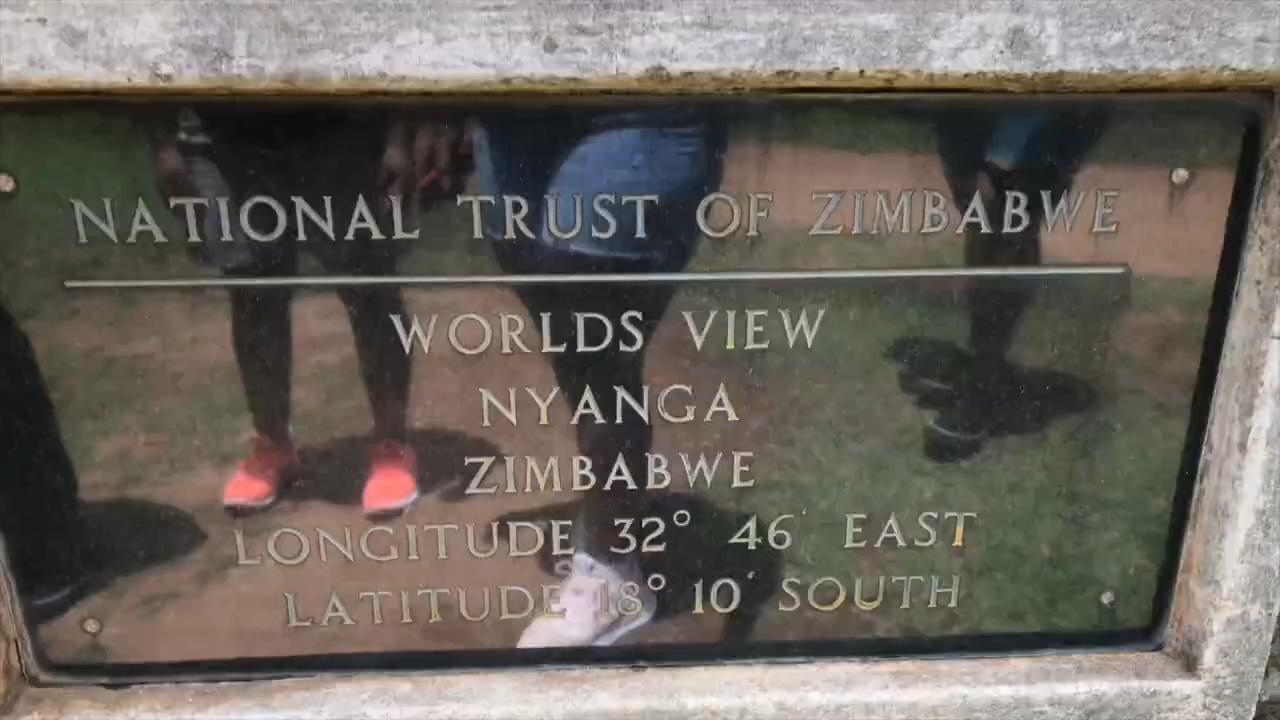 NATIONAL TRUST OF ZIMBABWE
WORLDS VIEW
NYANGA
ZIMBABWE
LONGITUDE 32° 46' EAST
LATITUDE 18° 10' SOUTH